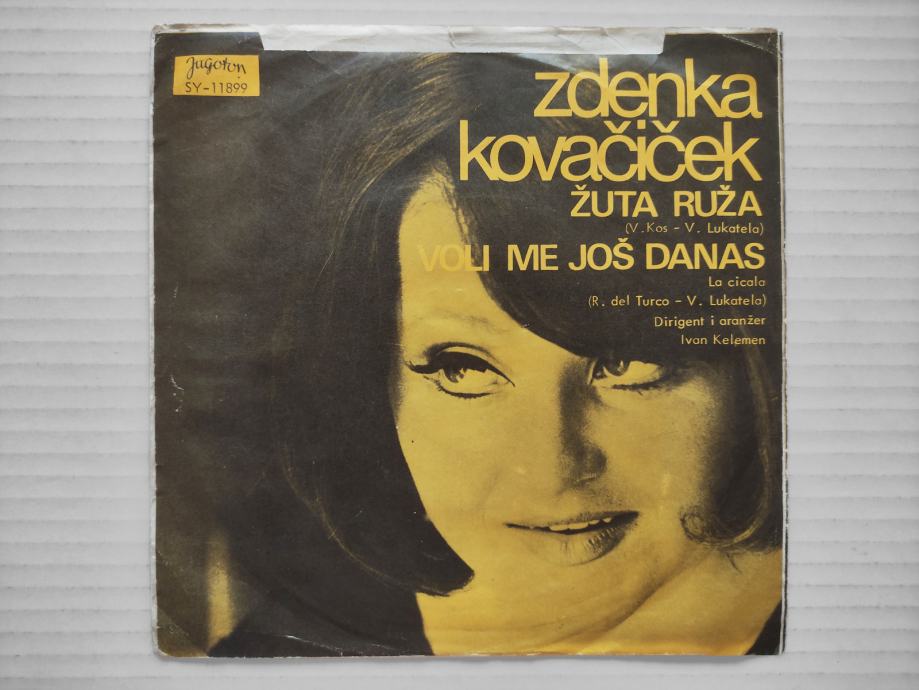 Jugoton
SY-11899
zdenka
kovačiček
ŽUTA RUŽA
(V. Kos - V. Lukatela)
VOLI ME JOŠ DANAS
La cicala
(R. del Turco - V. Lukatela)
Dirigent i aranžer
Ivan Kelemen